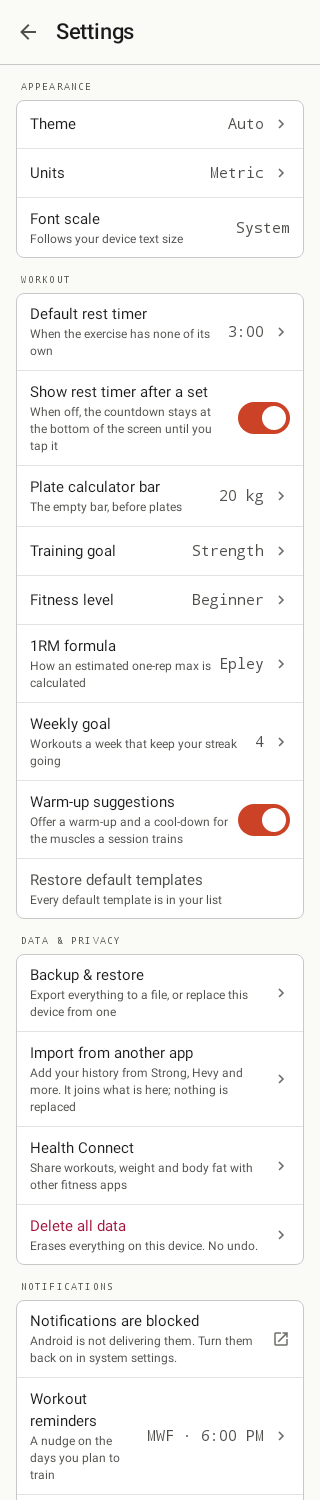 Settings
APPEARANCE
Theme
Auto
Units
Metric
Font scale
Follows your device text size
System
WORKOUT
Default rest timer
When the exercise has none of its
own
3:00
Show rest timer after a set
When off, the countdown stays at
the bottom of the screen until you
tap it
Plate calculator bar
The empty bar, before plates
20 kg
Training goal
Strength
Fitness level
Beginner
1RM formula
How an estimated one-rep max is
calculated
Epley
Weekly goal
Workouts a week that keep your streak
going
4
Warm-up suggestions
Offer a warm-up and a cool-down for
the muscles a session trains
Restore default templates
Every default template is in your list
DATA & PRIVACY
Backup & restore
Export everything to a file, or replace this
device from one
Import from another app
Add your history from Strong, Hevy and
more. It joins what is here; nothing is
replaced
Health Connect
Share workouts, weight and body fat with
other fitness apps
Delete all data
Erases everything on this device. No undo.
NOTIFICATIONS
Notifications are blocked
Android is not delivering them. Turn them
back on in system settings.
Workout
reminders
A nudge on the
days you plan to
train
MWF · 6:00 PM